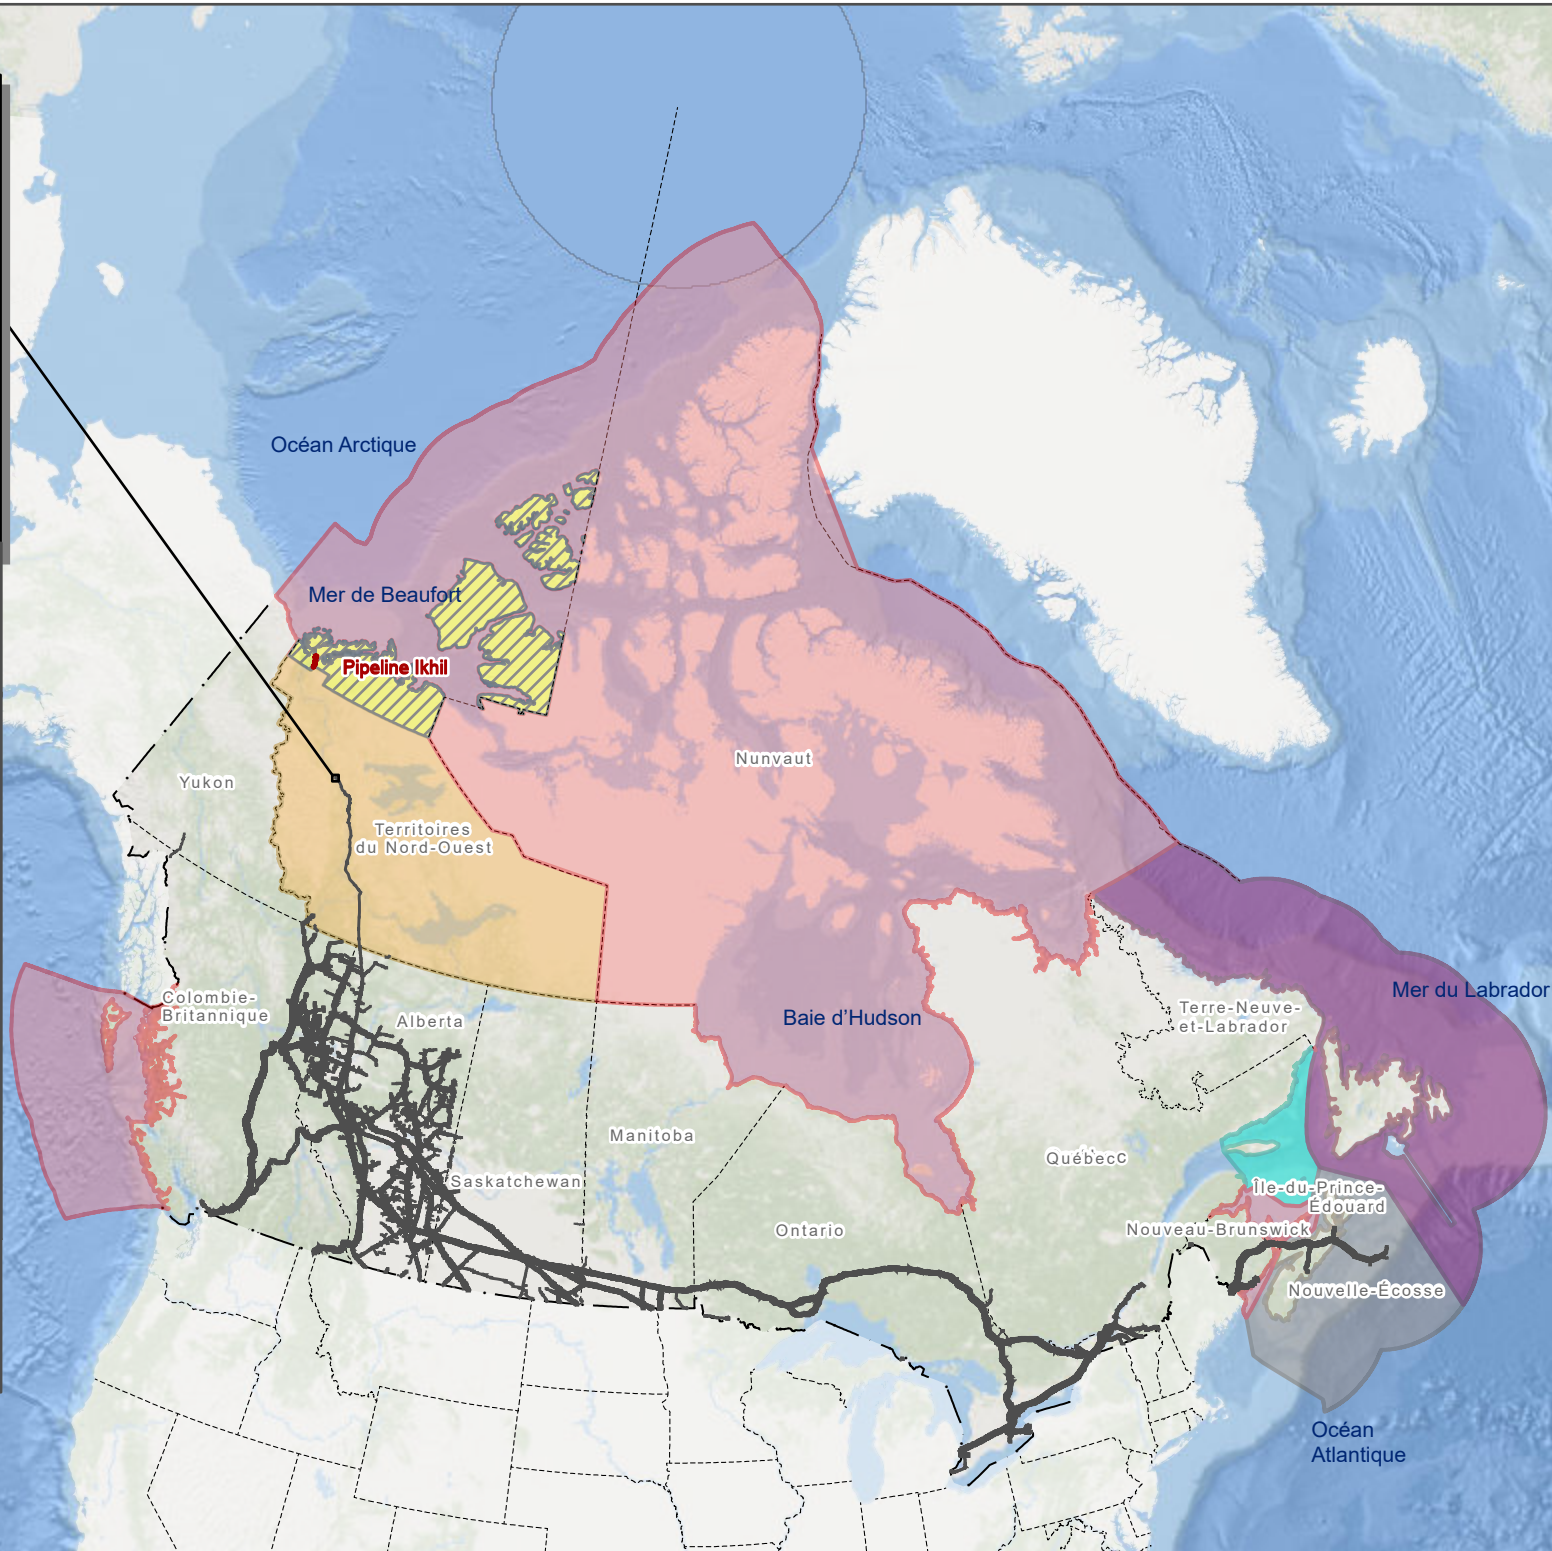 Océan Arctique
Mer de Beaufort
Pipeline Ikhil
Nunvaut
Yukon
Territoires
du Nord-Ouest
Colombie-
Britannique
Alberta
Baie d'Hudson
Mer du Labrador
Terre-Neuve-
et-Labrador
Manitoba
Québecc
Saskatchewan
Île-du-Prince-
Édouard
Ontario
Nouveau-Brunswick
Nouvelle-Écosse
Océan
Atlantique